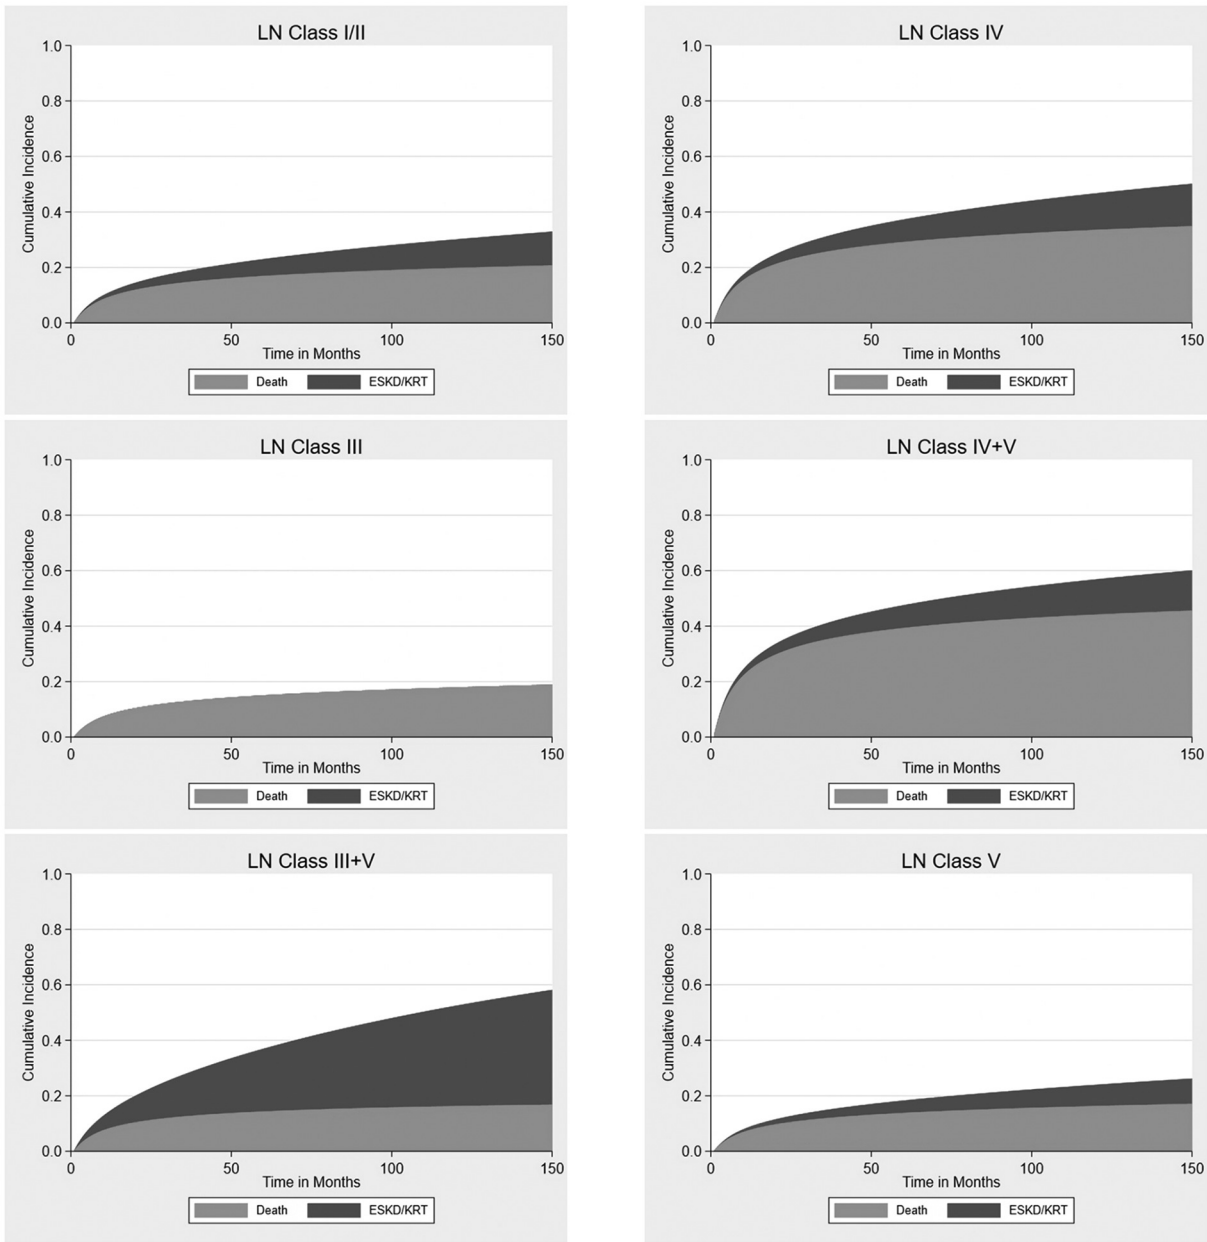 LN Class I/II
Cumulative Incidence
1.0
0.8
0.6
0.4
0.2
0.0
0 50 100 150
Time in Months
Death ESKD/KRT
LN Class IV
Cumulative Incidence
1.0
0.8
0.6
0.4
0.2
0.0
0 50 100 150
Time in Months
Death ESKD/KRT
LN Class III
Cumulative Incidence
1.0
0.8
0.6
0.4
0.2
0.0
0 50 100 150
Time in Months
Death ESKD/KRT
LN Class IV+V
Cumulative Incidence
1.0
0.8
0.6
0.4
0.2
0.0
0 50 100 150
Time in Months
Death ESKD/KRT
LN Class III+V
Cumulative Incidence
1.0
0.8
0.6
0.4
0.2
0.0
0 50 100 150
Time in Months
Death ESKD/KRT
LN Class V
Cumulative Incidence
1.0
0.8
0.6
0.4
0.2
0.0
0 50 100 150
Time in Months
Death ESKD/KRT